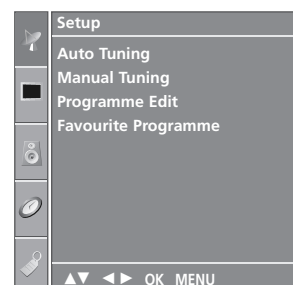 Setup
Auto Tuning
Manual Tuning
Programme Edit
Favourite Programme
▲▼ ◄► OK MENU